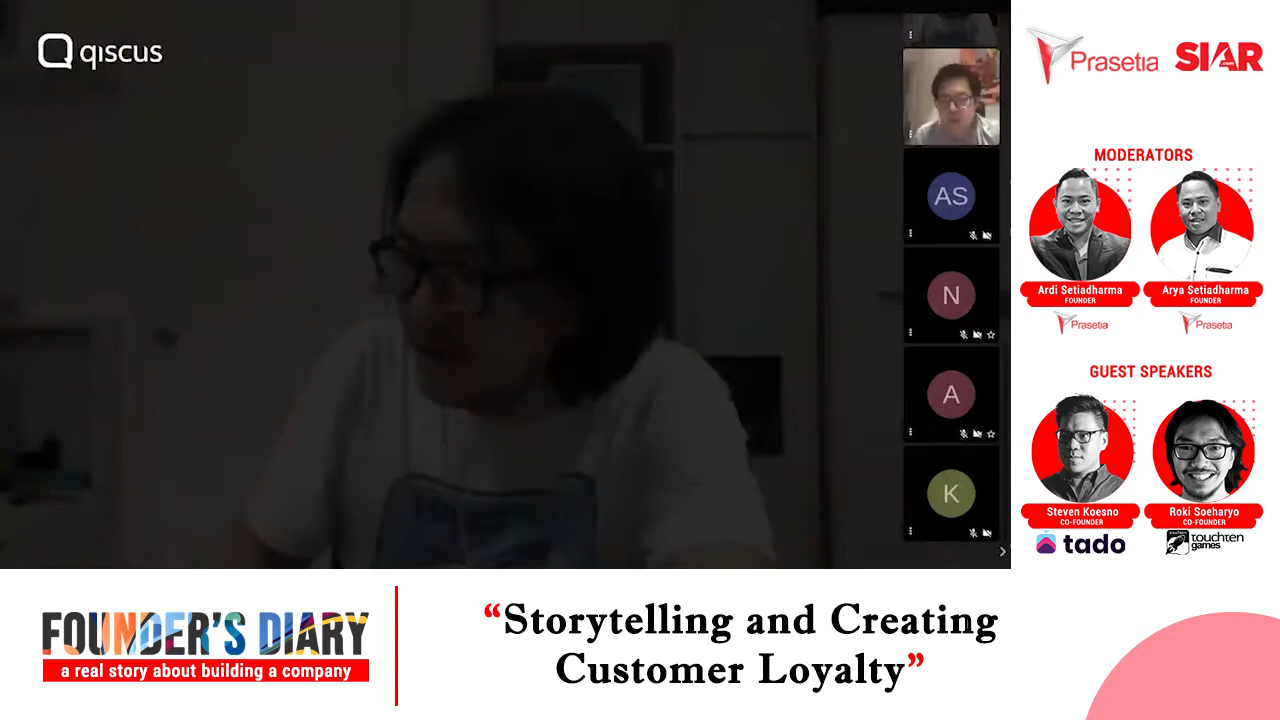 qiscus
AS
N
A
K
Prasetia
SIAR
.com
MODERATORS
Ardi Setiadharma
FOUNDER
Prasetia
Arya Setiadharma
FOUNDER
Prasetia
GUEST SPEAKERS
Steven Koesno
CO-FOUNDER
tado
Roki Soeharyo
CO-FOUNDER
touchten
games
FOUNDER'S DIARY
a real story about building a company
“Storytelling and Creating
Customer Loyalty”